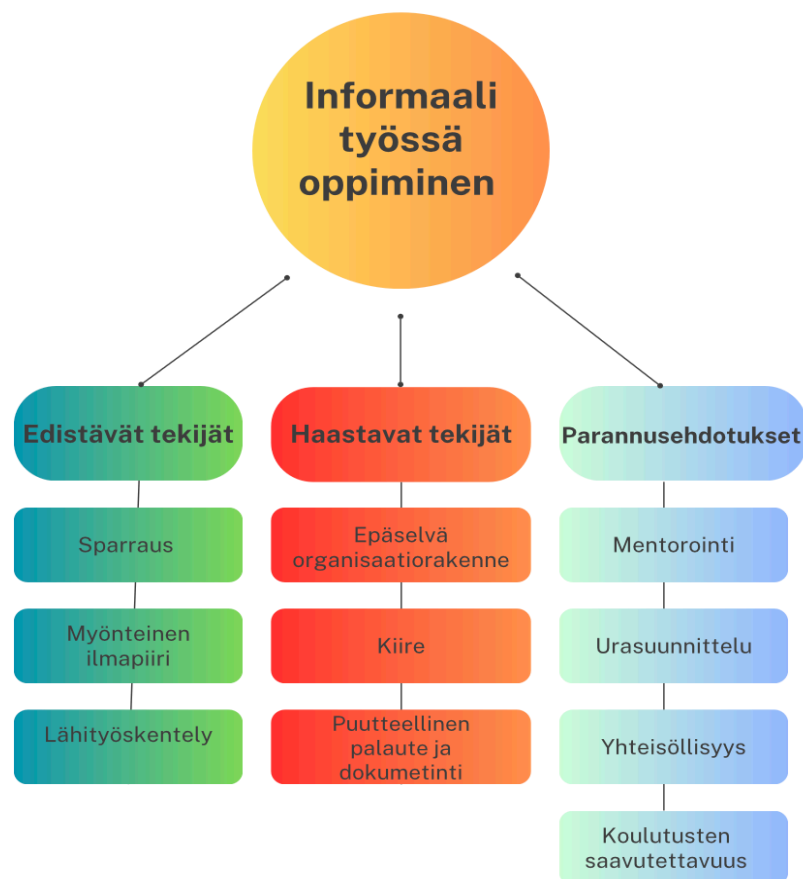 Informaali
työssä
oppiminen
Edistävät tekijät
Sparraus
Myönteinen
ilmapiiri
Lähityöskentely
Haastavat tekijät
Epäselvä
organisaatiorakenne
Kiire
Puutteellinen
palaute ja
dokumetinti
Parannusehdotukset
Mentorointi
Urasuunnittelu
Yhteisöllisyys
Koulutusten
saavutettavuus